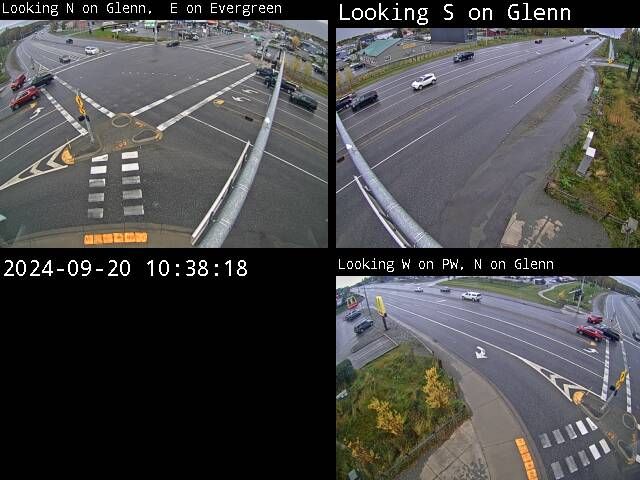 Looking N on Glenn,  E on Evergreen
Looking S on Glenn
2024-09-20 10:38:18
Looking W on PW, N on Glenn